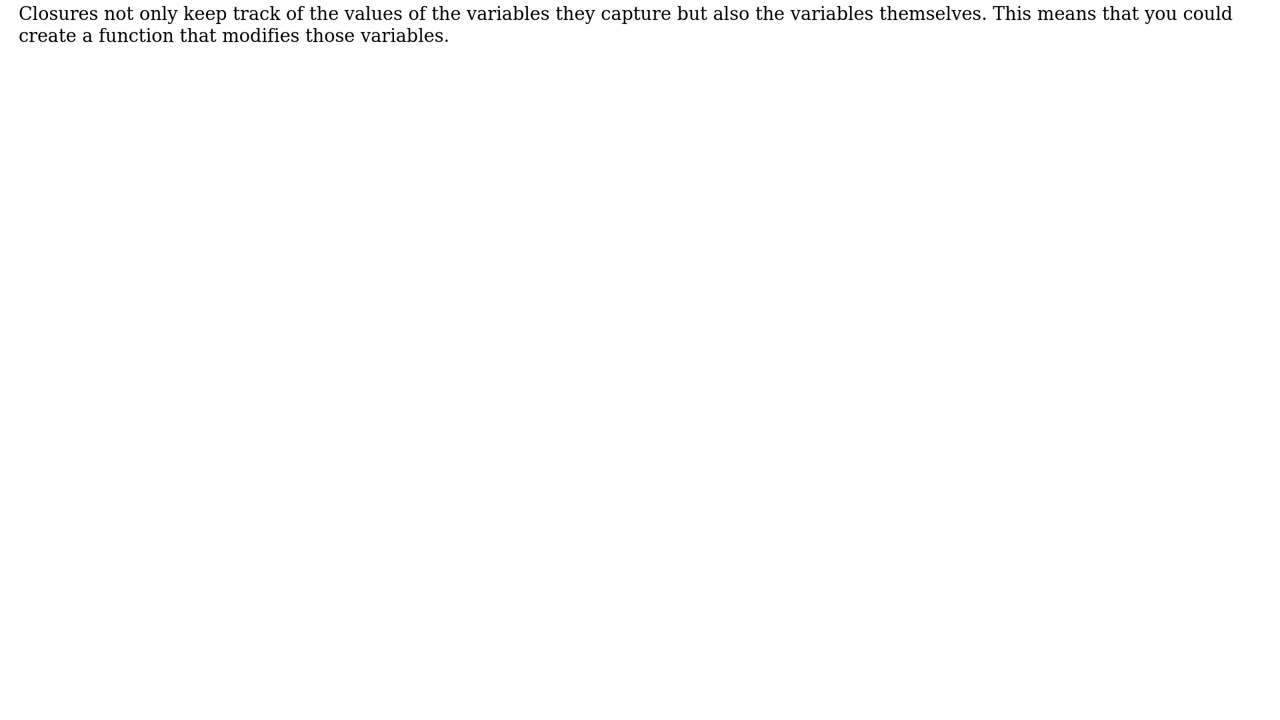 Closures not only keep track of the values of the variables they capture but also the variables themselves. This means that you could
create a function that modifies those variables.